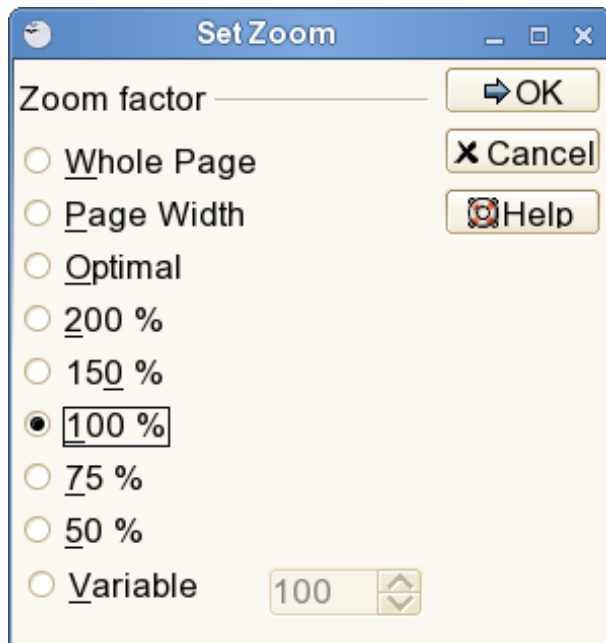 Set Zoom
Zoom factor
OK
Whole Page
Cancel
Page Width
Help
Optimal
200 %
150 %
100 %
75 %
50 %
Variable
100